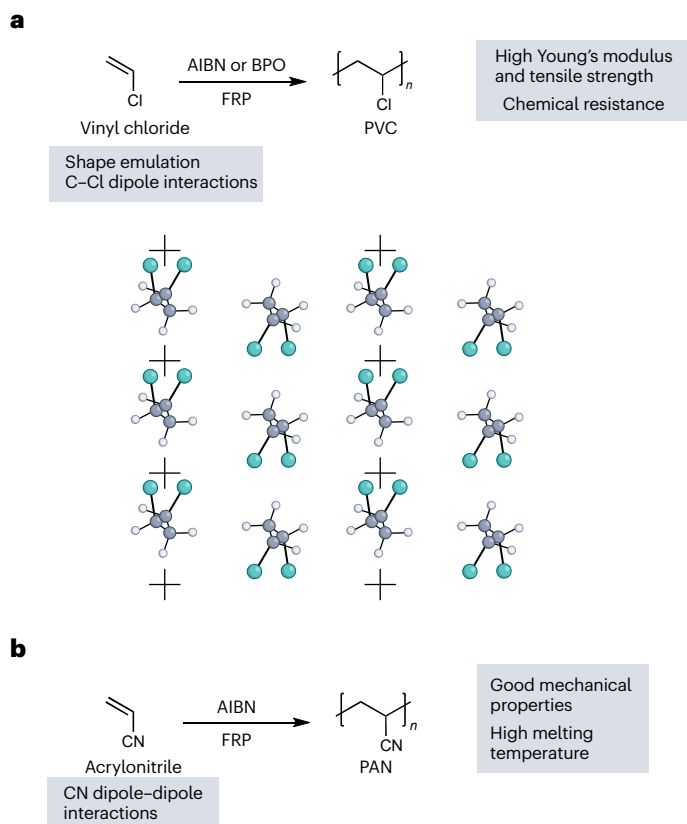 a
AIBN or BPO
FRP
Cl
Vinyl chloride
Shape emulation
C–Cl dipole interactions
n
Cl
PVC
High Young's modulus
and tensile strength
Chemical resistance
b
AIBN
FRP
CN
Acrylonitrile
CN dipole–dipole
interactions
n
CN
PAN
Good mechanical
properties
High melting
temperature